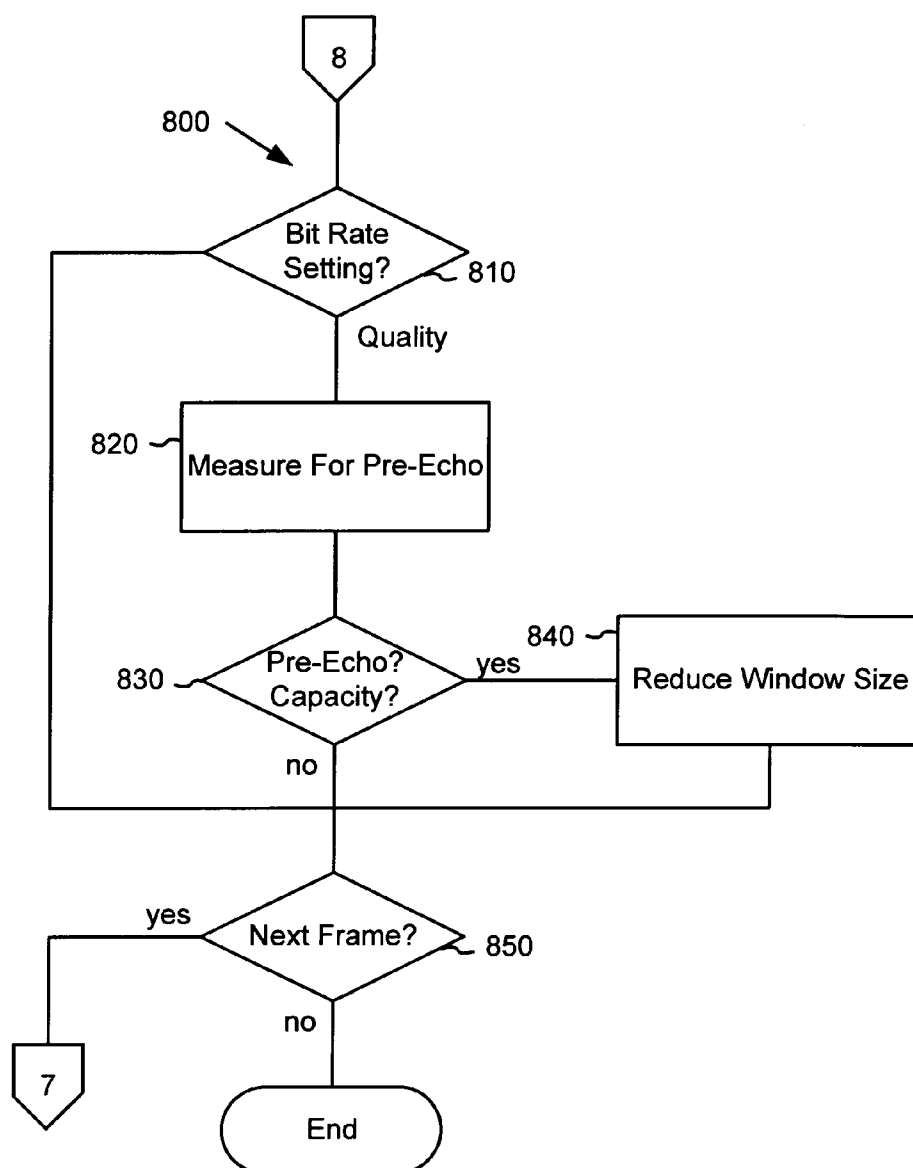 8
800
Bit Rate
Setting?
810
Quality
820
Measure For Pre-Echo
830
Pre-Echo?
Capacity?
yes
840
Reduce Window Size
no
yes
Next Frame?
850
no
7
End